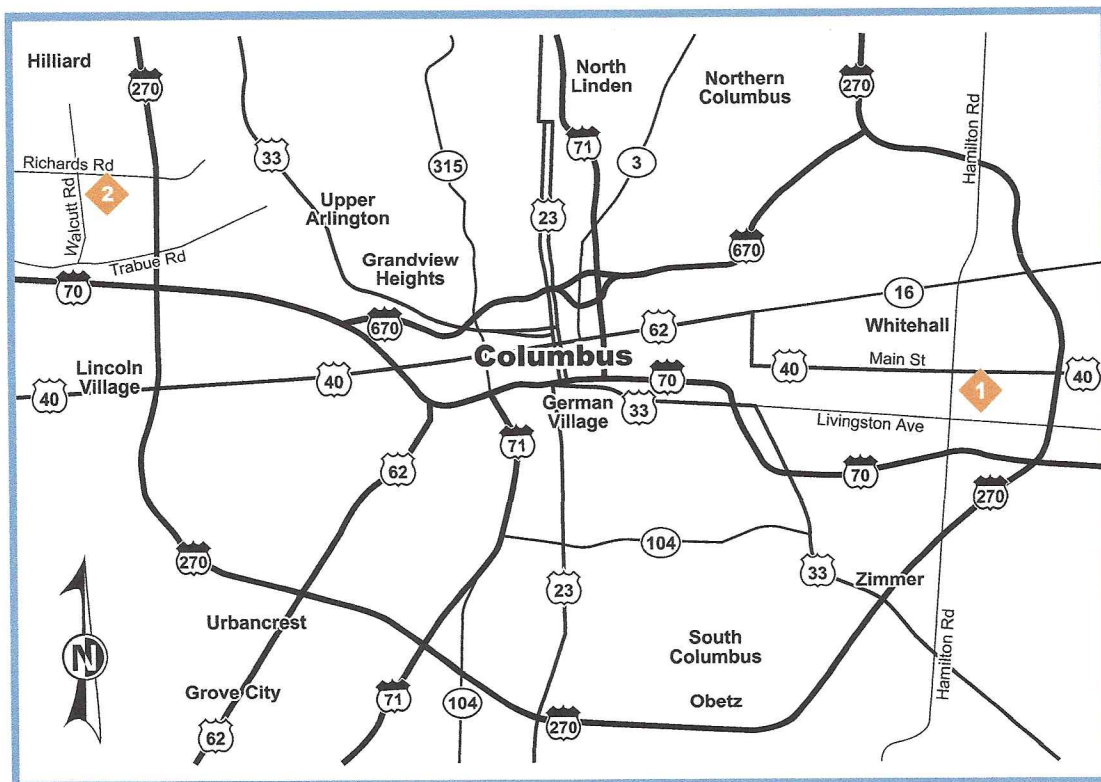 Hilliard
270
33
315
North
Linden
71
3
Northern
Columbus
270
Hamilton Rd
Richards Rd
2
Walcutt Rd
Trabue Rd
Upper
Arlington
23
670
Grandview
Heights
70
670
62
16
Whitehall
Columbus
Main St
Lincoln
Village
40
40
70
40
40
1
German
Village
33
Livingston Ave
71
62
70
270
270
104
23
33
Zimmer
N
Urbancrest
South
Columbus
Hamilton Rd
Grove City
71
104
Obetz
62
270